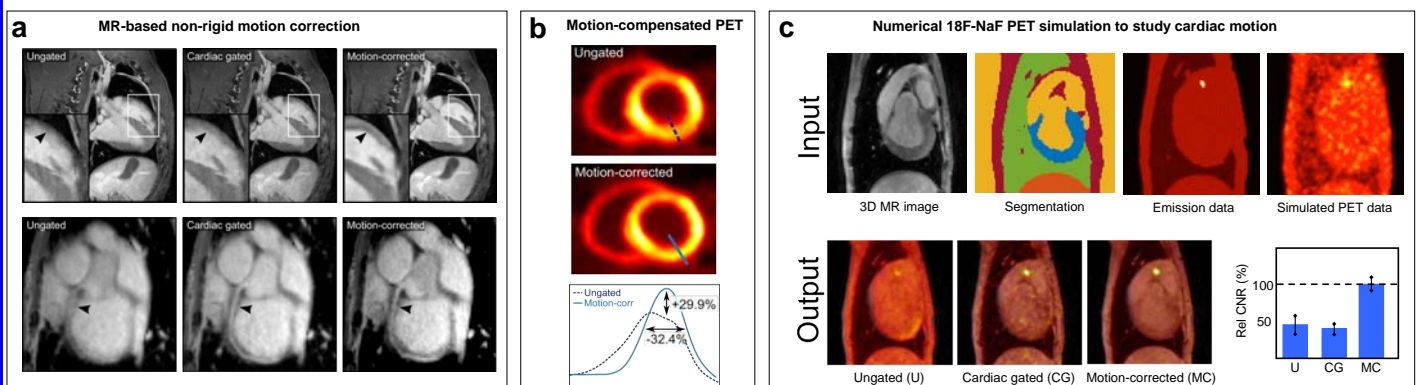 a
MR-based non-rigid motion correction
Ungated
Cardiac gated
Motion-corrected
Ungated
Cardiac gated
Motion-corrected
b
Motion-compensated PET
Ungated
Motion-corrected
Ungated
Motion-corr
+29.9%
-32.4%
c
Numerical 18F-NaF PET simulation to study cardiac motion
Input
3D MR image
Segmentation
Emission data
Simulated PET data
Output
Ungated (U)
Cardiac gated (CG)
Motion-corrected (MC)
Rel CNR (%)
100
50
U
CG
MC